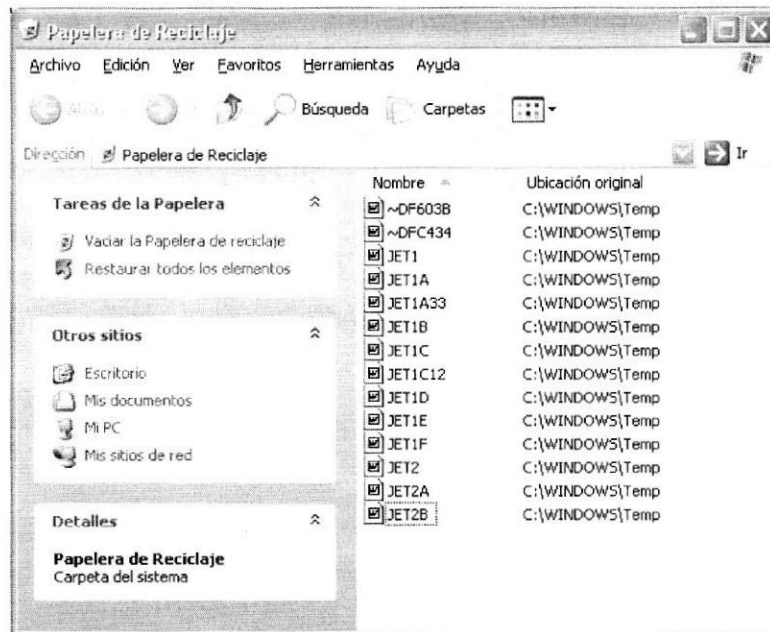 Papelera de Reciclaje
Archivo Edición Ver Favoritos Herramientas Ayuda
Atrás Búsqueda Carpetas
Dirección Papelera de Reciclaje Ir
Tareas de la Papelera
Vaciar la Papelera de reciclaje
Restaurar todos los elementos
Otros sitios
Escritorio
Mis documentos
Mi PC
Mis sitios de red
Detalles
Papelera de Reciclaje
Carpeta del sistema
Nombre Ubicación original
~DF603B C:\WINDOWS\Temp
~DFC434 C:\WINDOWS\Temp
JET1 C:\WINDOWS\Temp
JET1A C:\WINDOWS\Temp
JET1A33 C:\WINDOWS\Temp
JET1B C:\WINDOWS\Temp
JET1C C:\WINDOWS\Temp
JET1C12 C:\WINDOWS\Temp
JET1D C:\WINDOWS\Temp
JET1E C:\WINDOWS\Temp
JET1F C:\WINDOWS\Temp
JET2 C:\WINDOWS\Temp
JET2A C:\WINDOWS\Temp
JET2B C:\WINDOWS\Temp